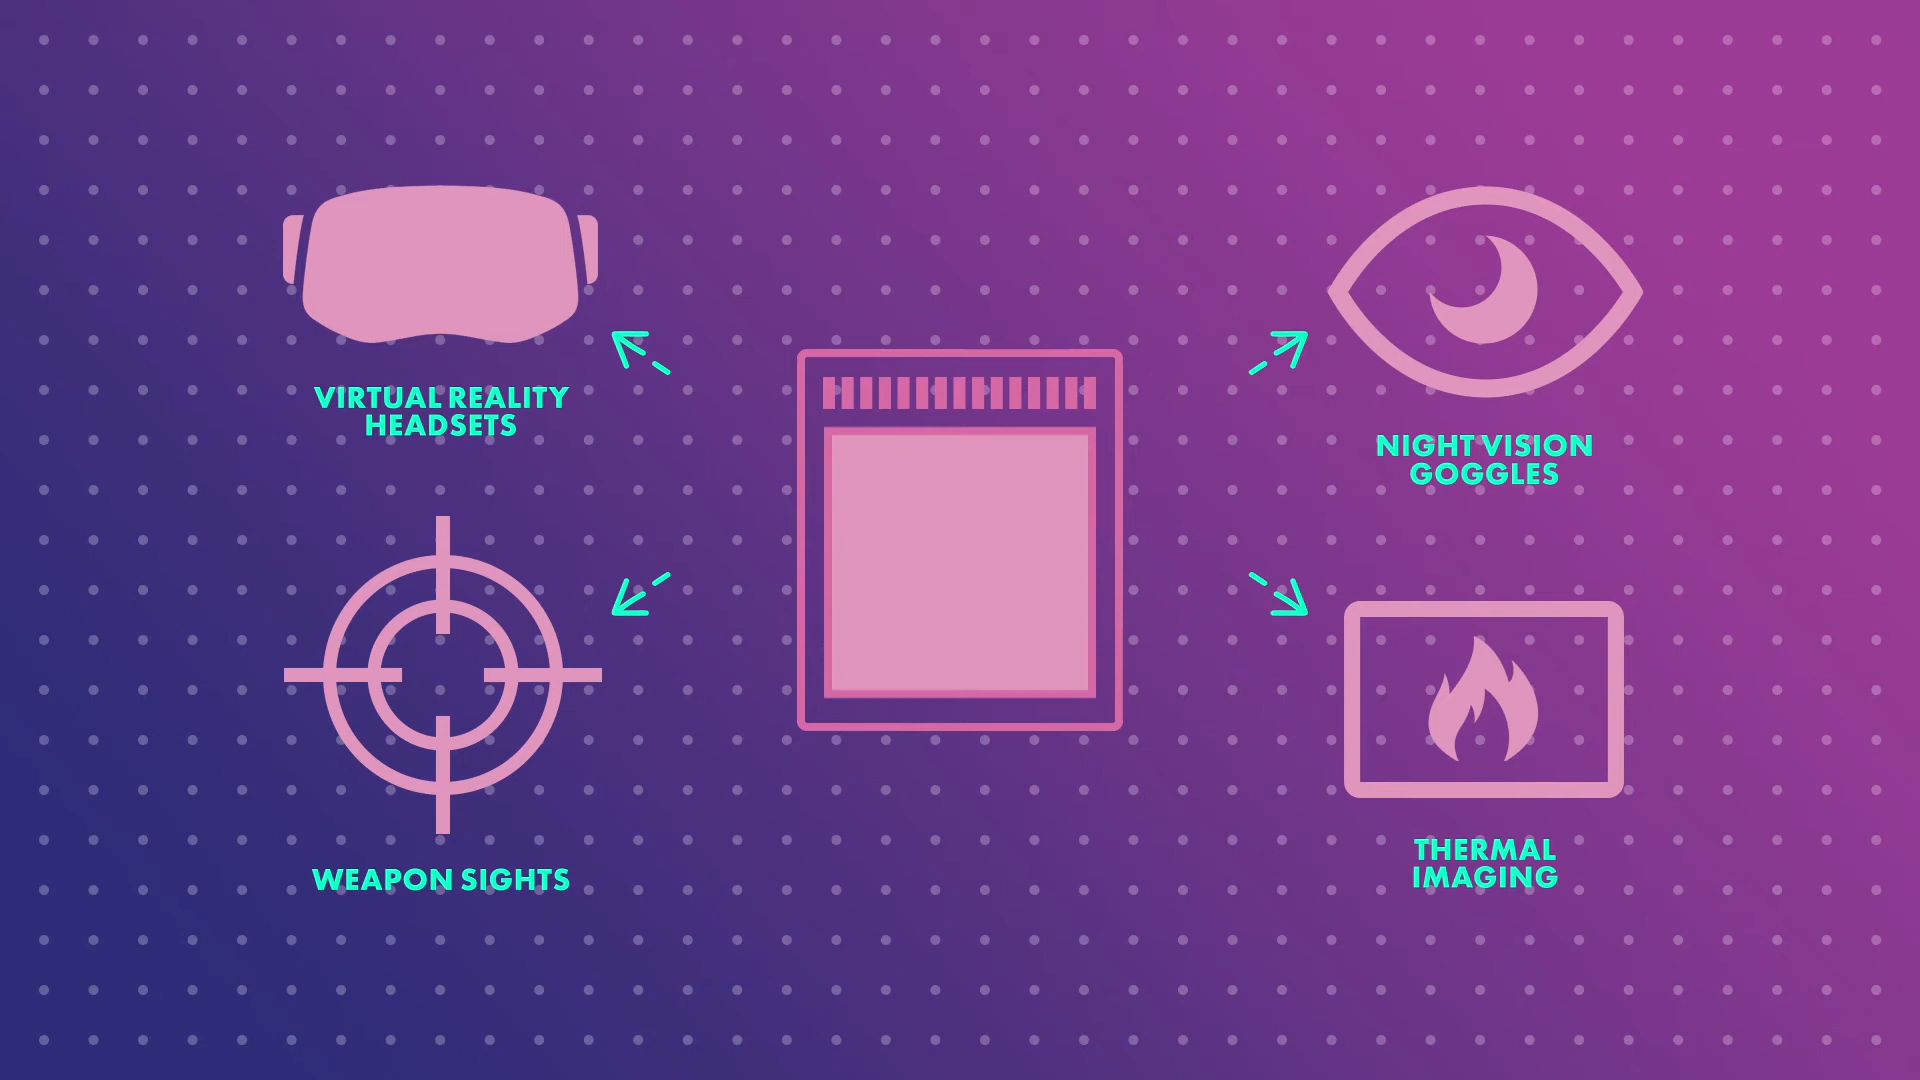 VIRTUAL REALITY
HEADSETS
NIGHT VISION
GOGGLES
WEAPON SIGHTS
THERMAL
IMAGING